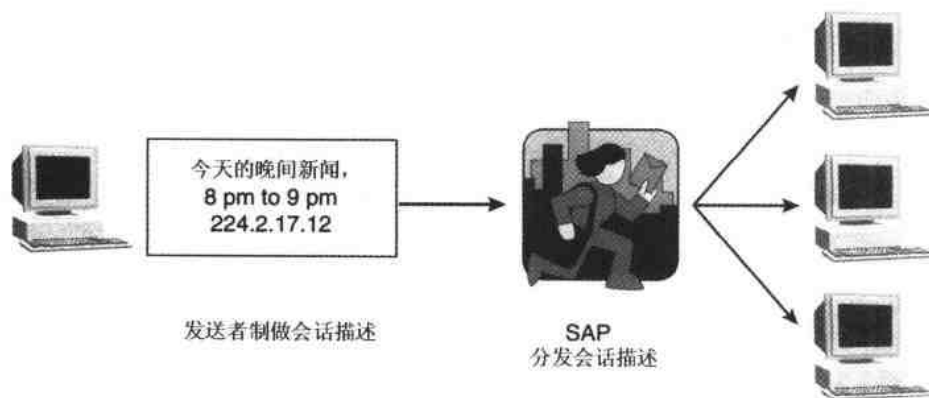 今天的晚间新闻，
8 pm to 9 pm
224.2.17.12
发送者制做会话描述
SAP
分发会话描述